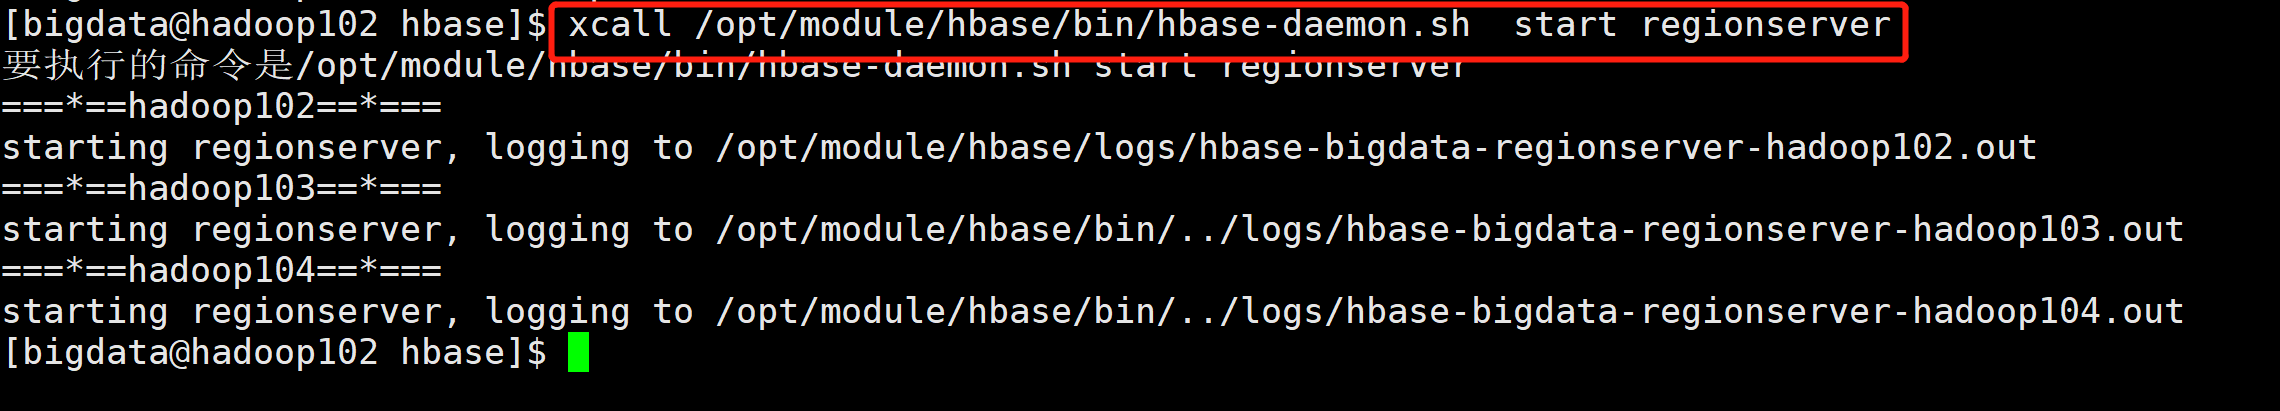 [bigdata@hadoop102 hbase]$ xcall /opt/module/hbase/bin/hbase-daemon.sh  start regionserver
要执行的命令是/opt/module/hbase/bin/hbase-daemon.sh start regionserver
===*==hadoop102==*===
starting regionserver, logging to /opt/module/hbase/logs/hbase-bigdata-regionserver-hadoop102.out
===*==hadoop103==*===
starting regionserver, logging to /opt/module/hbase/bin/../logs/hbase-bigdata-regionserver-hadoop103.out
===*==hadoop104==*===
starting regionserver, logging to /opt/module/hbase/bin/../logs/hbase-bigdata-regionserver-hadoop104.out
[bigdata@hadoop102 hbase]$